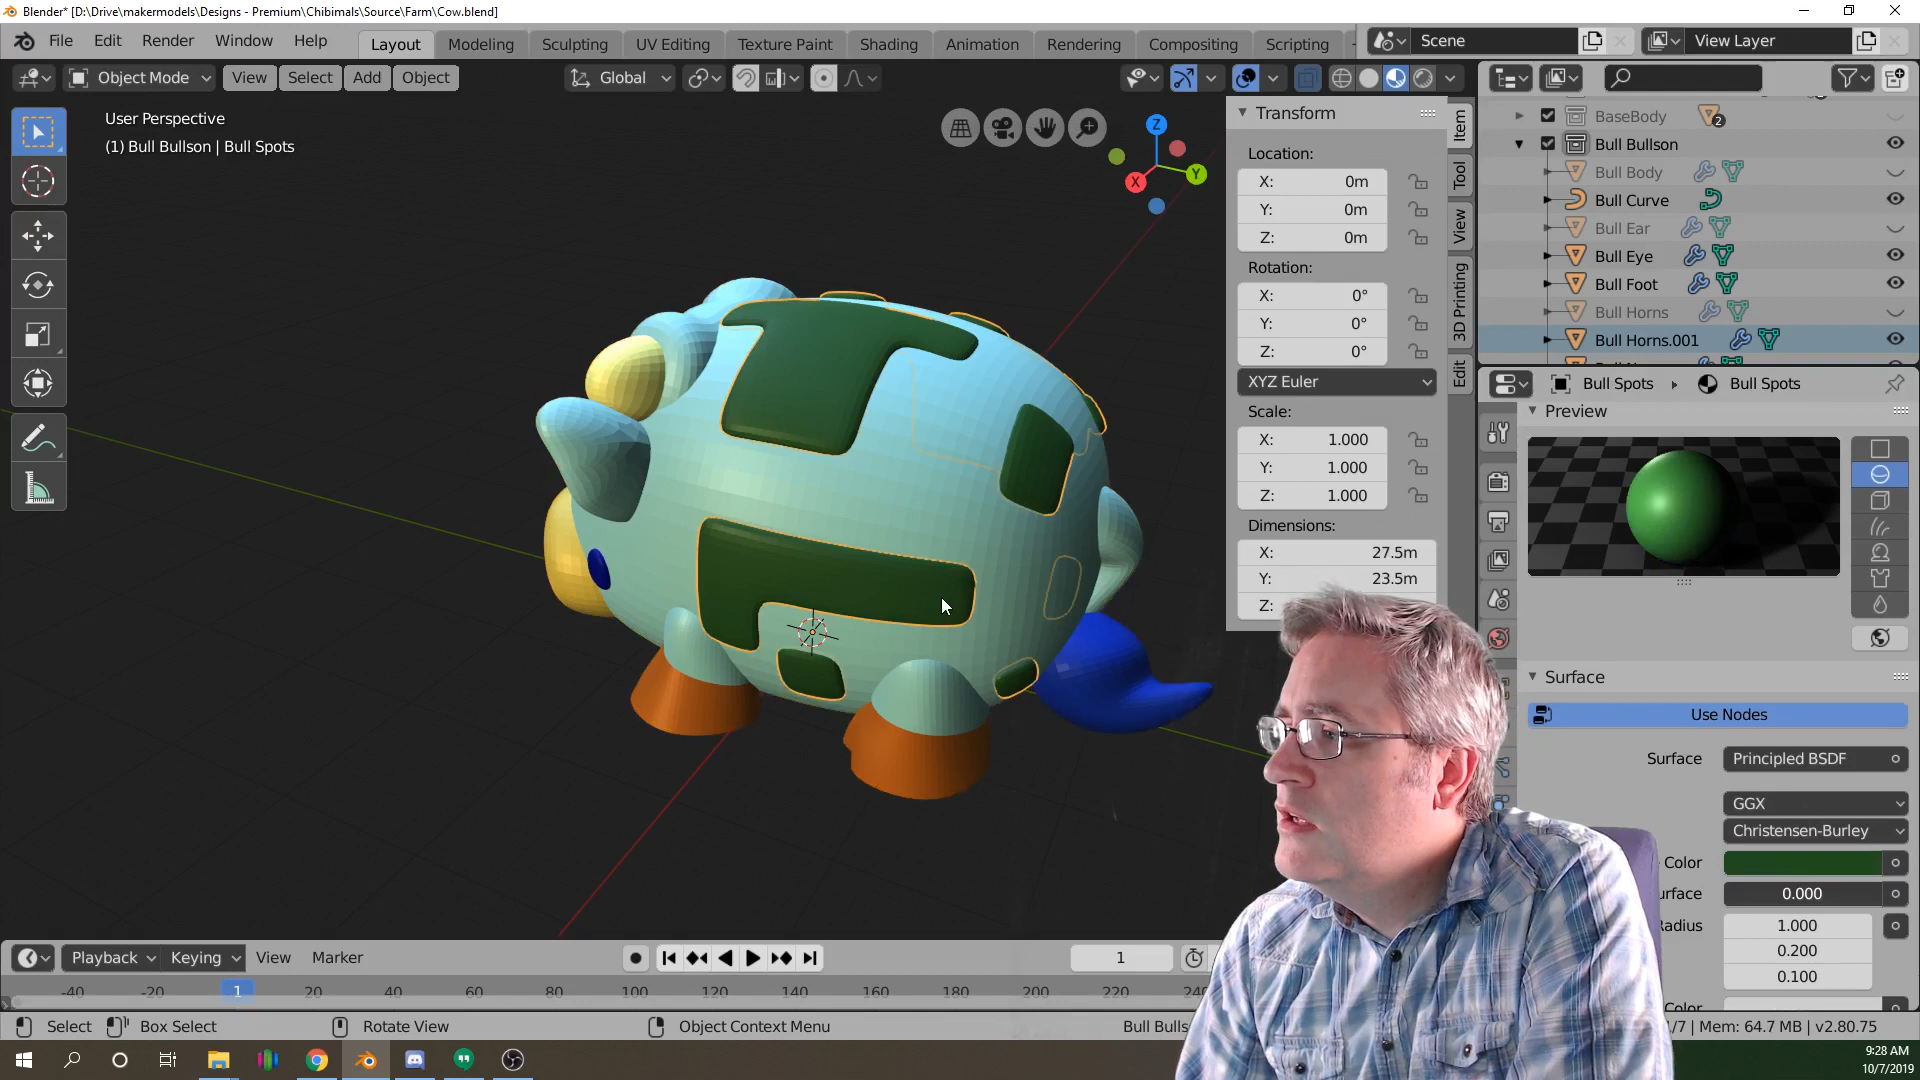 Blender* [D:\Drive\makermodels\Designs - Premium\Chibimals\Source\Farm\Cow.blend]
File Edit Render Window Help
Layout Modeling Sculpting UV Editing Texture Paint Shading Animation Rendering Compositing Scripting
Scene
View Layer
Object Mode
View Select Add Object
Global
User Perspective
(1) Bull Bullson | Bull Spots
Z
Y
X
Transform
Location:
X: 0m
Y: 0m
Z: 0m
Rotation:
X: 0°
Y: 0°
Z: 0°
XYZ Euler
Scale:
X: 1.000
Y: 1.000
Z: 1.000
Dimensions:
X: 27.5m
Y: 23.5m
Z:
Item
Tool
View
3D Printing
Edit
BaseBody 2
Bull Bullson
Bull Body
Bull Curve
Bull Ear
Bull Eye
Bull Foot
Bull Horns
Bull Horns.001
Bull Spots Bull Spots
Preview
Surface
Use Nodes
Surface Principled BSDF
GGX
Christensen-Burley
Color
urface 0.000
Radius 1.000
0.200
0.100
Color
Playback Keying View Marker
1
-40 -20 1 20 40 60 80 100 120 140 160 180 200 220
Select Box Select Rotate View Object Context Menu
Bull Bulls
/7 | Mem: 64.7 MB | v2.80.75
9:28 AM
10/7/2019